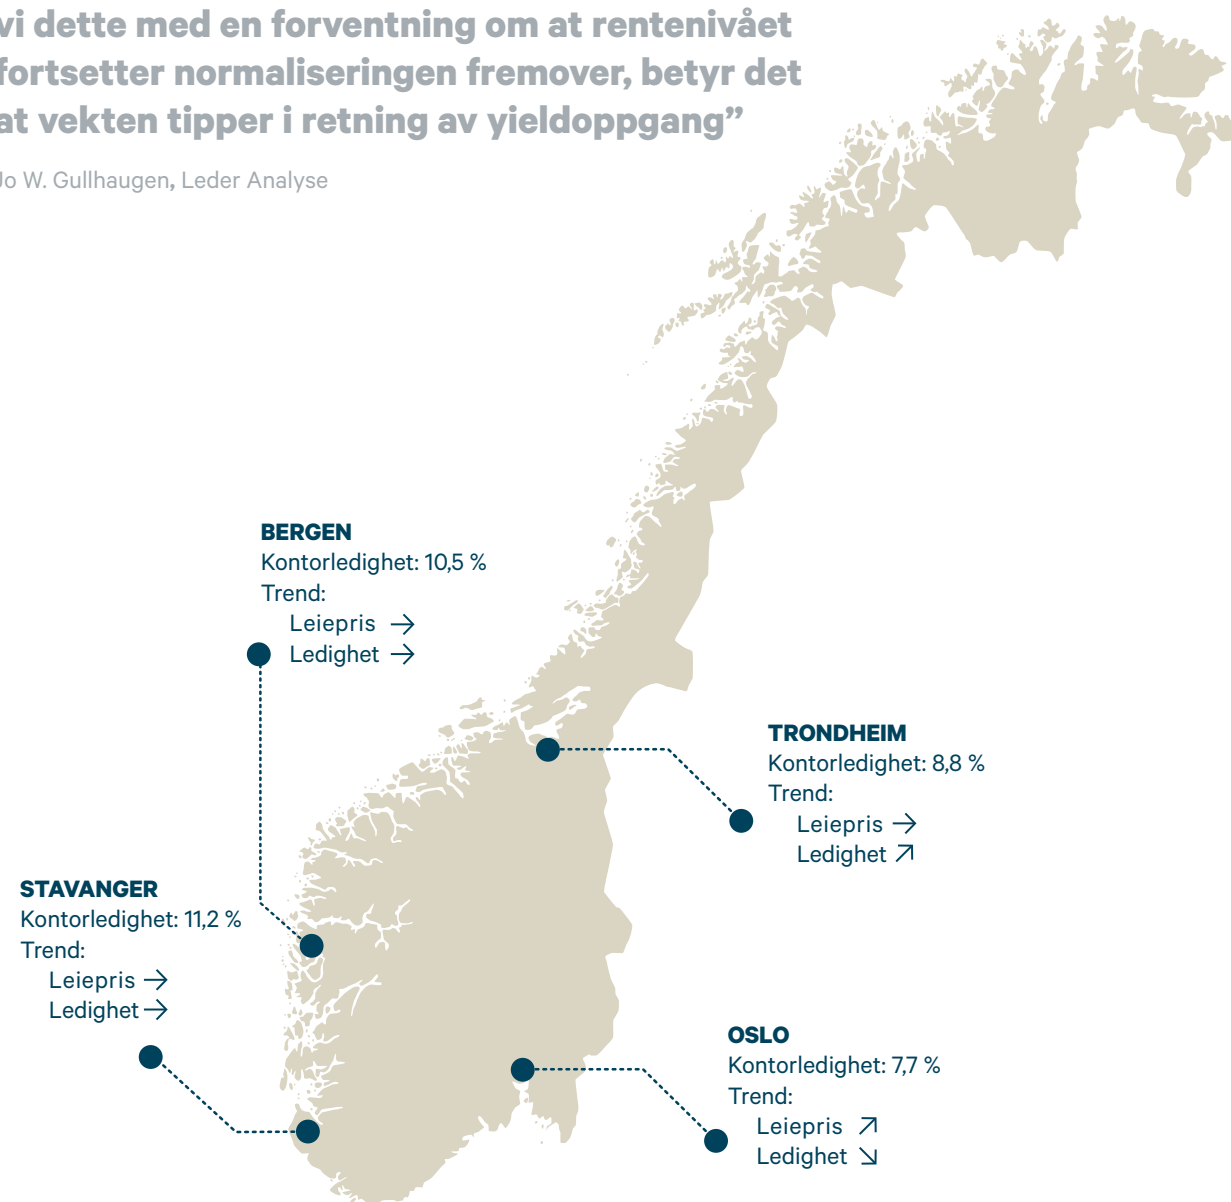 vi dette med en forventning om at rentenivået
fortsetter normaliseringen fremover, betyr det
at vekten tipper i retning av yieldoppgang”
Jo W. Gullhaugen, Leder Analyse
BERGEN
Kontorledighet: 10,5 %
Trend:
Leiepris →
Ledighet →
TRONDHEIM
Kontorledighet: 8,8 %
Trend:
Leiepris →
Ledighet ↗
STAVANGER
Kontorledighet: 11,2 %
Trend:
Leiepris →
Ledighet →
OSLO
Kontorledighet: 7,7 %
Trend:
Leiepris ↗
Ledighet ↘